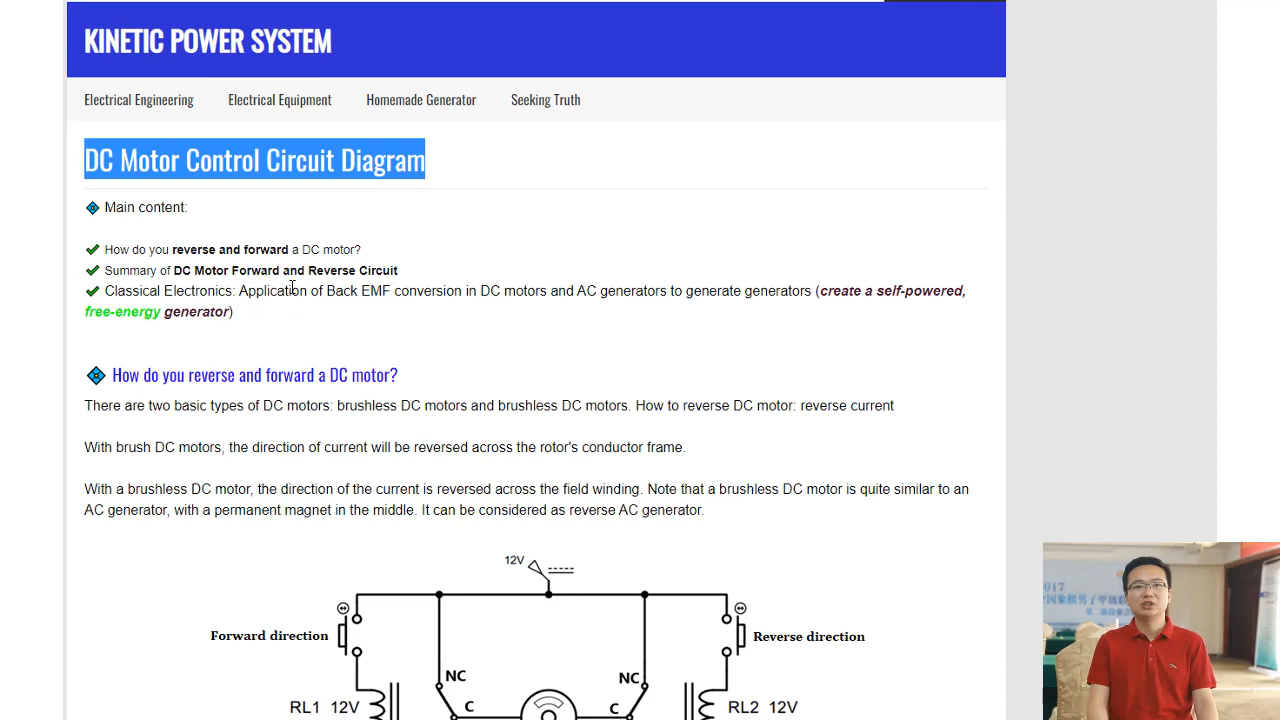 KINETIC POWER SYSTEM
Electrical Engineering Electrical Equipment Homemade Generator Seeking Truth
DC Motor Control Circuit Diagram
Main content:
How do you reverse and forward a DC motor?
Summary of DC Motor Forward and Reverse Circuit
Classical Electronics: Application of Back EMF conversion in DC motors and AC generators to generate generators (create a self-powered,
free-energy generator)
How do you reverse and forward a DC motor?
There are two basic types of DC motors: brushless DC motors and brushless DC motors. How to reverse DC motor: reverse current
With brush DC motors, the direction of current will be reversed across the rotor's conductor frame.
With a brushless DC motor, the direction of the current is reversed across the field winding. Note that a brushless DC motor is quite similar to an
AC generator, with a permanent magnet in the middle. It can be considered as reverse AC generator.
12V
Forward direction
Reverse direction
NC
NC
RL1 12V
C
C
RL2 12V
2017